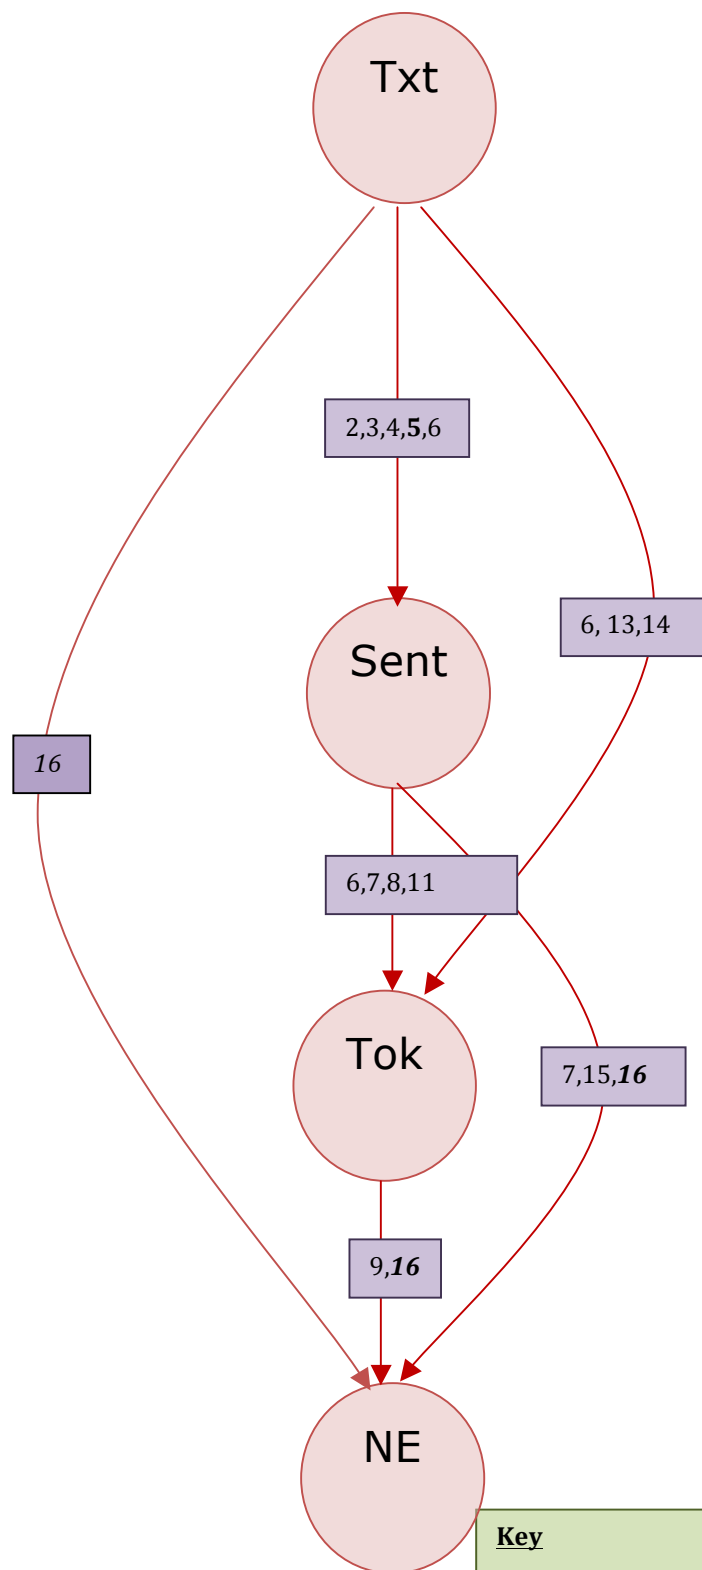 Txt
2,3,4,5,6
Sent
6, 13,14
16
6,7,8,11
Tok
7,15,16
9,16
NE
Key